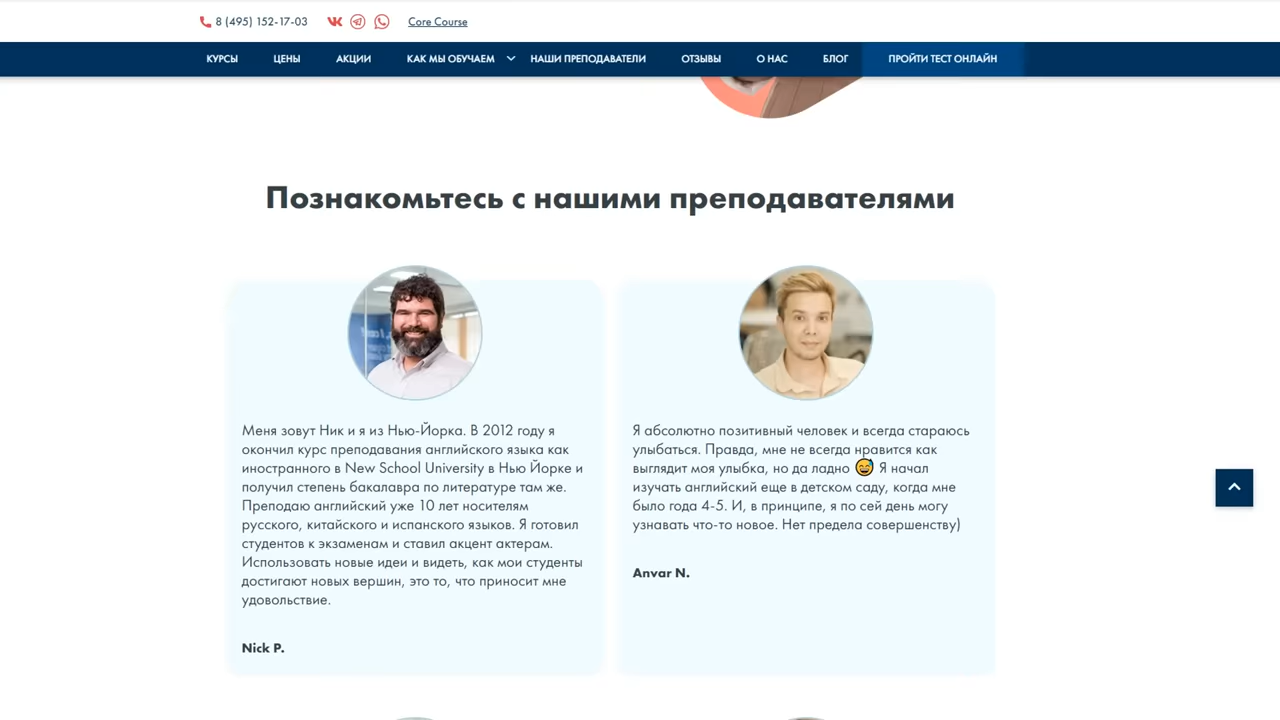 8 (495) 152-17-03
Core Course
КУРСЫ ЦЕНЫ АКЦИИ КАК МЫ ОБУЧАЕМ НАШИ ПРЕПОДАВАТЕЛИ ОТЗЫВЫ О НАС БЛОГ ПРОЙТИ ТЕСТ ОНЛАЙН
Познакомьтесь с нашими преподавателями
Меня зовут Ник и я из Нью-Йорка. В 2012 году я
окончил курс преподавания английского языка как
иностранного в New School University в Нью Йорке и
получил степень бакалавра по литературе там же.
Преподаю английский уже 10 лет носителям
русского, китайского и испанского языков. Я готовил
студентов к экзаменам и ставил акцент актерам.
Использовать новые идеи и видеть, как мои студенты
достигают новых вершин, это то, что приносит мне
удовольствие.
Nick P.
Я абсолютно позитивный человек и всегда стараюсь
улыбаться. Правда, мне не всегда нравится как
выглядит моя улыбка, но да ладно 😅 Я начал
изучать английский еще в детском саду, когда мне
было года 4-5. И, в принципе, я по сей день могу
узнавать что-то новое. Нет предела совершенству)
Anvar N.